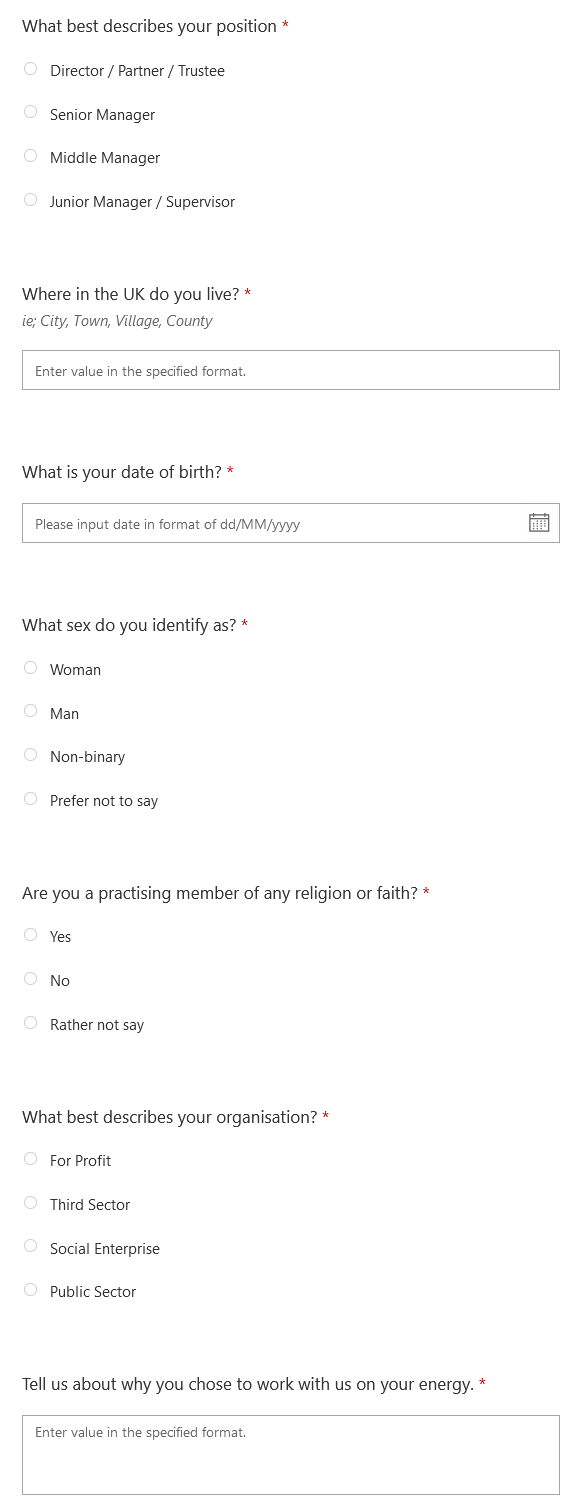 What best describes your position *
Director / Partner / Trustee
Senior Manager
Middle Manager
Junior Manager / Supervisor
Where in the UK do you live? *
ie; City, Town, Village, County
Enter value in the specified format.
What is your date of birth? *
Please input date in format of dd/MM/yyyy
What sex do you identify as? *
Woman
Man
Non-binary
Prefer not to say
Are you a practising member of any religion or faith? *
Yes
No
Rather not say
What best describes your organisation? *
For Profit
Third Sector
Social Enterprise
Public Sector
Tell us about why you chose to work with us on your energy. *
Enter value in the specified format.